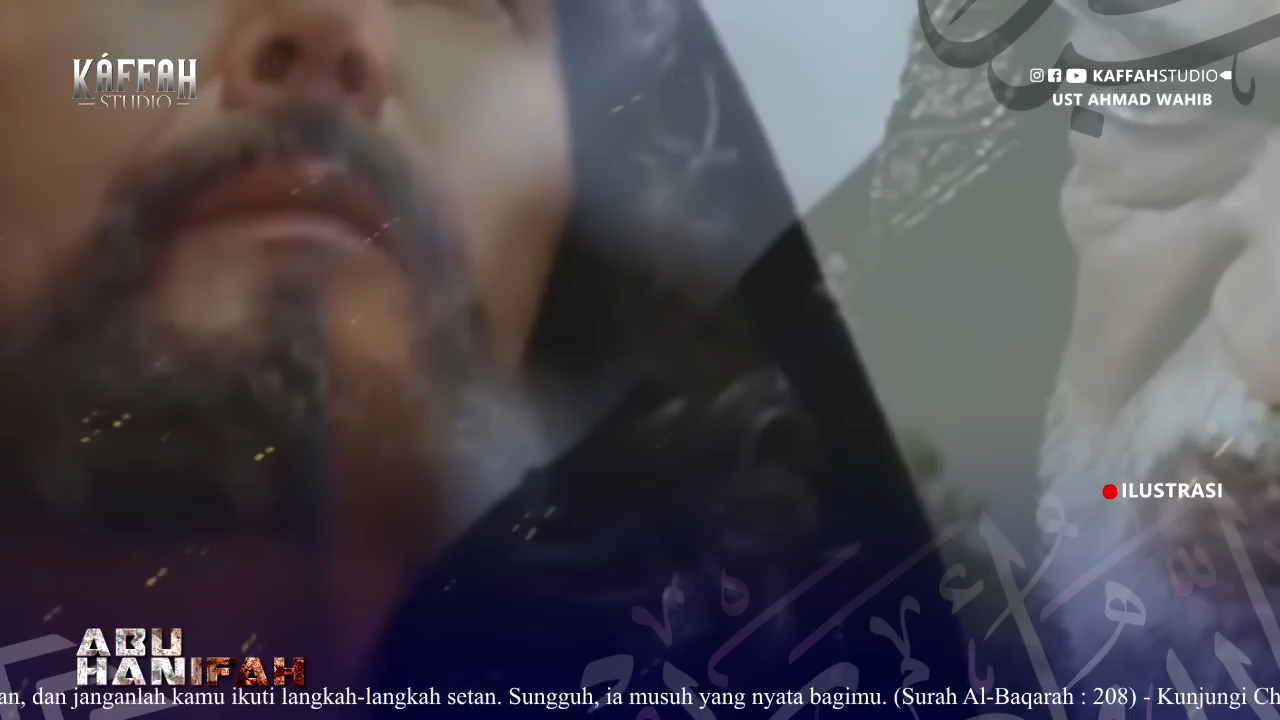 KÁFFAH
STUDIO
KAFFAHSTUDIO
UST AHMAD WAHIB
ILUSTRASI
ABU
HANIFAH
an, dan janganlah kamu ikuti langkah-langkah setan. Sungguh, ia musuh yang nyata bagimu. (Surah Al-Baqarah : 208) - Kunjungi Ch